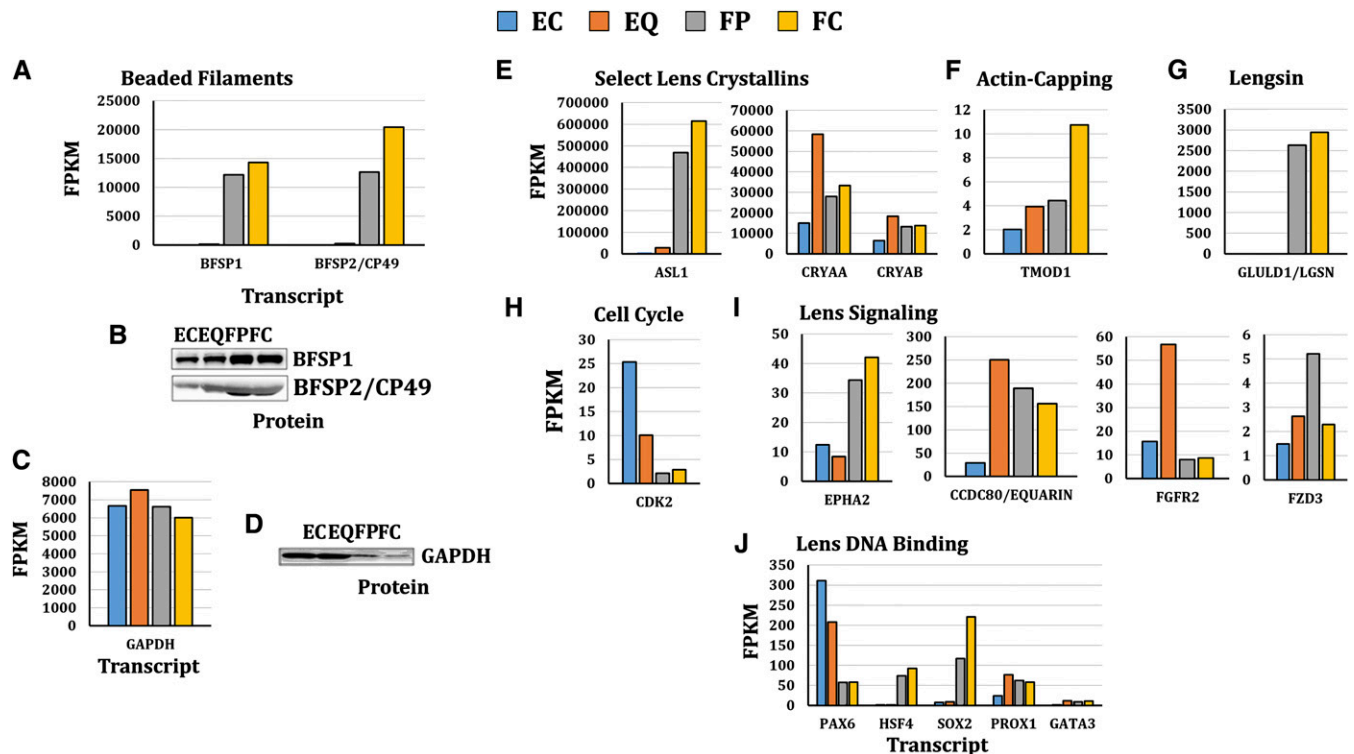 EC EQ FP FC
A Beaded Filaments
25000
20000
15000
10000
5000
0
FPKM
BFSP1 BFSP2/CP49
Transcript
B ECEQFPFC
BFSP1
BFSP2/CP49
Protein
C
8000
7000
6000
5000
4000
3000
2000
1000
0
FPKM
GAPDH
Transcript
D ECEQFPFC
GAPDH
Protein
E Select Lens Crystallins
700000
600000
500000
400000
300000
200000
100000
0
FPKM
ASL1
70000
60000
50000
40000
30000
20000
10000
0
CRYAA CRYAB
F Actin-Capping
12
10
8
6
4
2
0
TMOD1
G Lengsin
3500
3000
2500
2000
1500
1000
500
0
GLULD1/LGSN
H Cell Cycle
30
25
20
15
10
5
0
FPKM
CDK2
I Lens Signaling
50
40
30
20
10
0
EPHA2
300
250
200
150
100
50
0
CCDC80/EQUARIN
60
50
40
30
20
10
0
FGFR2
6
5
4
3
2
1
0
FZD3
J Lens DNA Binding
350
300
250
200
150
100
50
0
FPKM
PAX6 HSF4 SOX2 PROX1 GATA3
Transcript